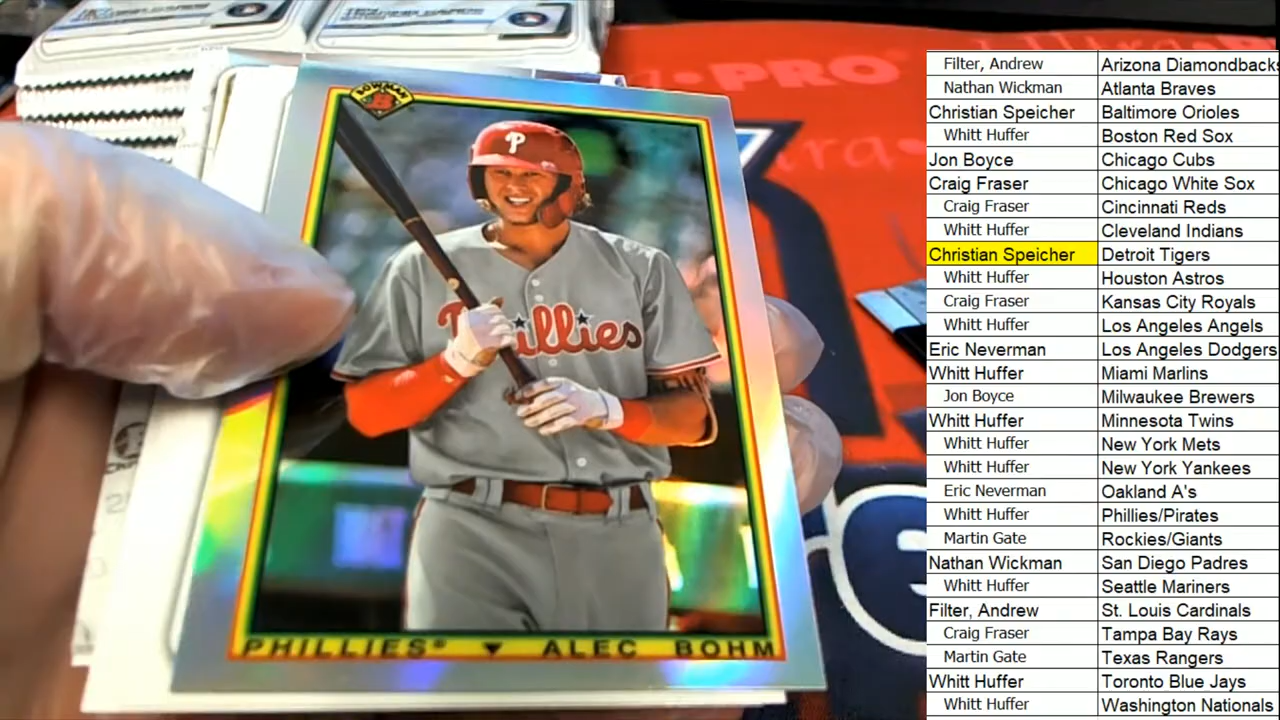 BOWMAN
B
P
Phillies
PHILLIES® ▼ ALEC BOHM
PRO
Filter, Andrew Arizona Diamondbacks
Nathan Wickman Atlanta Braves
Christian Speicher Baltimore Orioles
Whitt Huffer Boston Red Sox
Jon Boyce Chicago Cubs
Craig Fraser Chicago White Sox
Craig Fraser Cincinnati Reds
Whitt Huffer Cleveland Indians
Christian Speicher Detroit Tigers
Whitt Huffer Houston Astros
Craig Fraser Kansas City Royals
Whitt Huffer Los Angeles Angels
Eric Neverman Los Angeles Dodgers
Whitt Huffer Miami Marlins
Jon Boyce Milwaukee Brewers
Whitt Huffer Minnesota Twins
Whitt Huffer New York Mets
Whitt Huffer New York Yankees
Eric Neverman Oakland A's
Whitt Huffer Phillies/Pirates
Martin Gate Rockies/Giants
Nathan Wickman San Diego Padres
Whitt Huffer Seattle Mariners
Filter, Andrew St. Louis Cardinals
Craig Fraser Tampa Bay Rays
Martin Gate Texas Rangers
Whitt Huffer Toronto Blue Jays
Whitt Huffer Washington Nationals